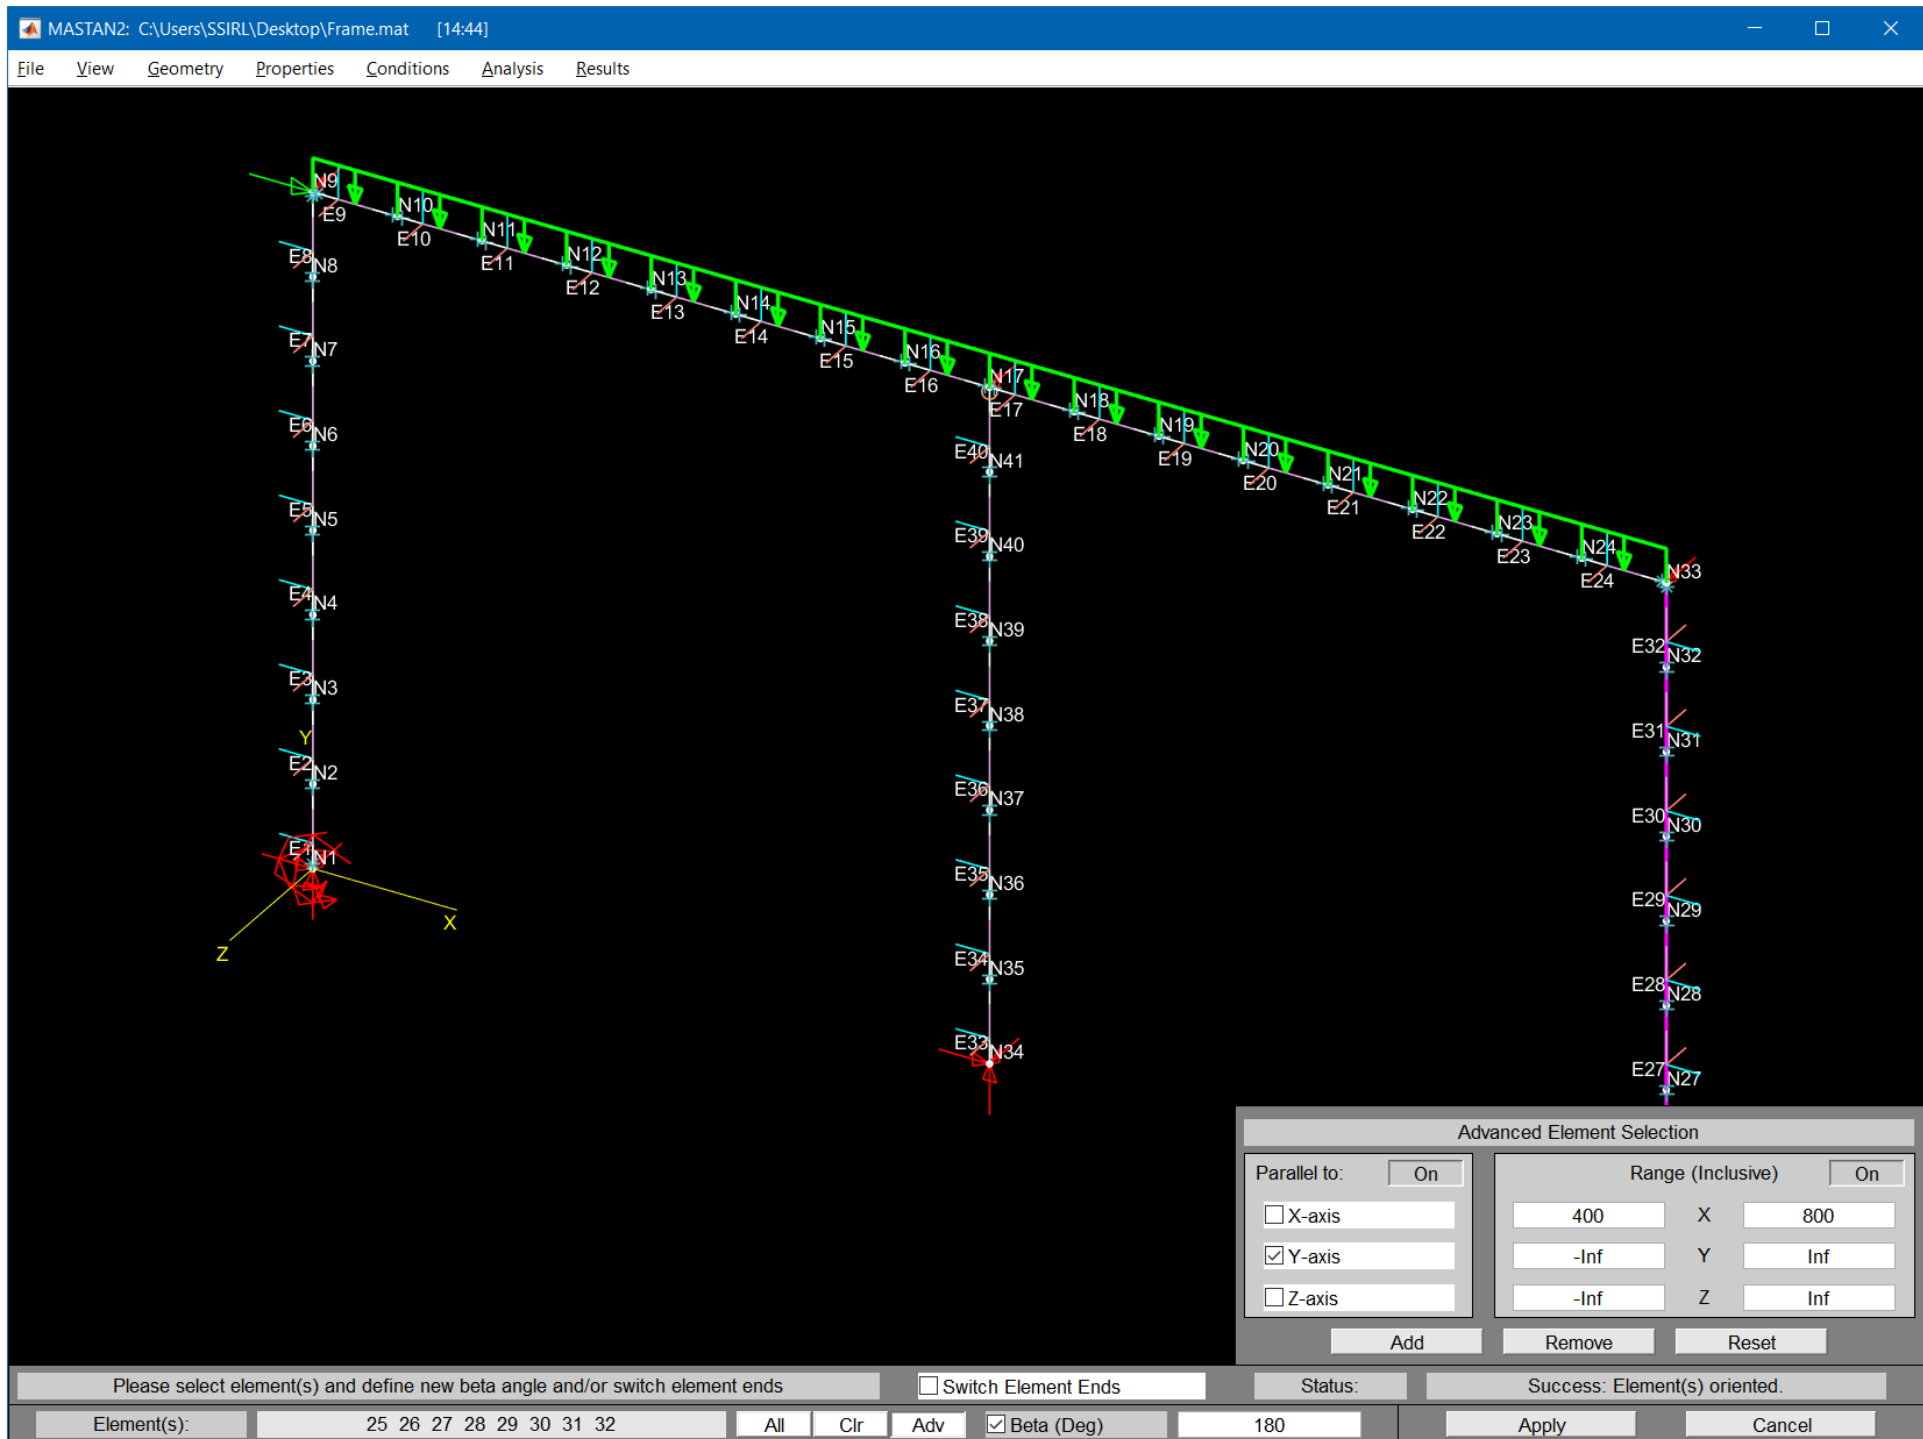 MASTAN2: C:\Users\SSIRL\Desktop\Frame.mat [14:44]
File View Geometry Properties Conditions Analysis Results
N9
E9
N10
E10
N11
E11
N12
E12
N13
E13
N14
E14
N15
E15
N16
E16
N17
E17
N18
E18
N19
E19
N20
E20
N21
E21
N22
E22
N23
E23
N24
E24
N33
E8 N8
E7 N7
E6 N6
E5 N5
E4 N4
E3 N3
Y
E2 N2
E1 N1
X
Z
E40 N41
E39 N40
E38 N39
E37 N38
E36 N37
E35 N36
E34 N35
E33 N34
E32 N32
E31 N31
E30 N30
E29 N29
E28 N28
E27 N27
Advanced Element Selection
Parallel to: On Range (Inclusive) On
X-axis 400 X 800
Y-axis -Inf Y Inf
Z-axis -Inf Z Inf
Add Remove Reset
Please select element(s) and define new beta angle and/or switch element ends Switch Element Ends Status: Success: Element(s) oriented.
Element(s): 25 26 27 28 29 30 31 32 All Clr Adv Beta (Deg) 180 Apply Cancel